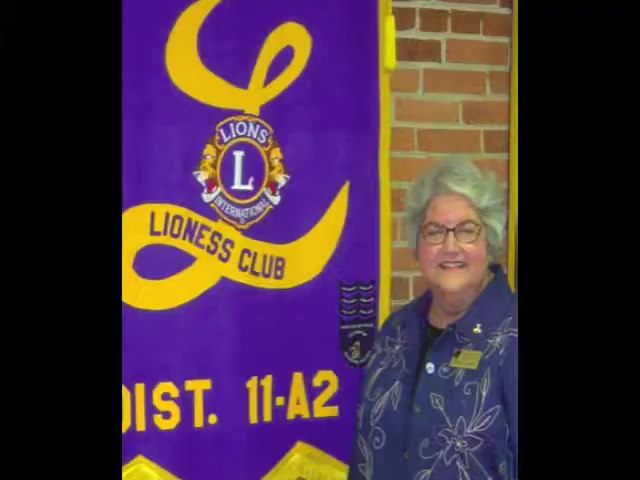 LIONS
L
INTERNATIONAL
LIONESS CLUB
DIST. 11-A2